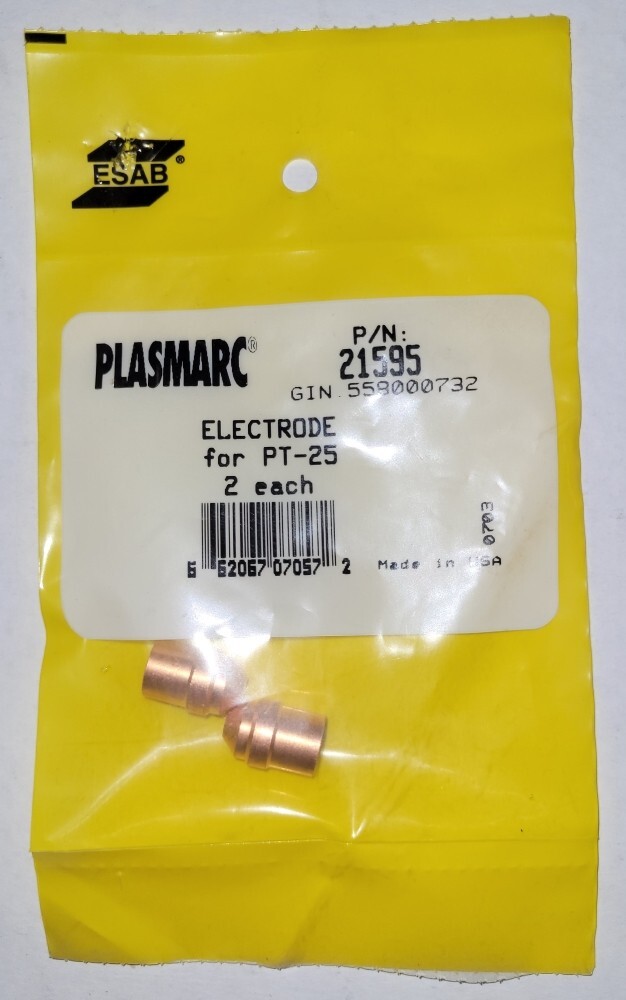 ESAB®
PLASMARC®
P/N:
21595
GIN 558000732
ELECTRODE
for PT-25
2 each
6 62067 07057 2
0703
Made in USA